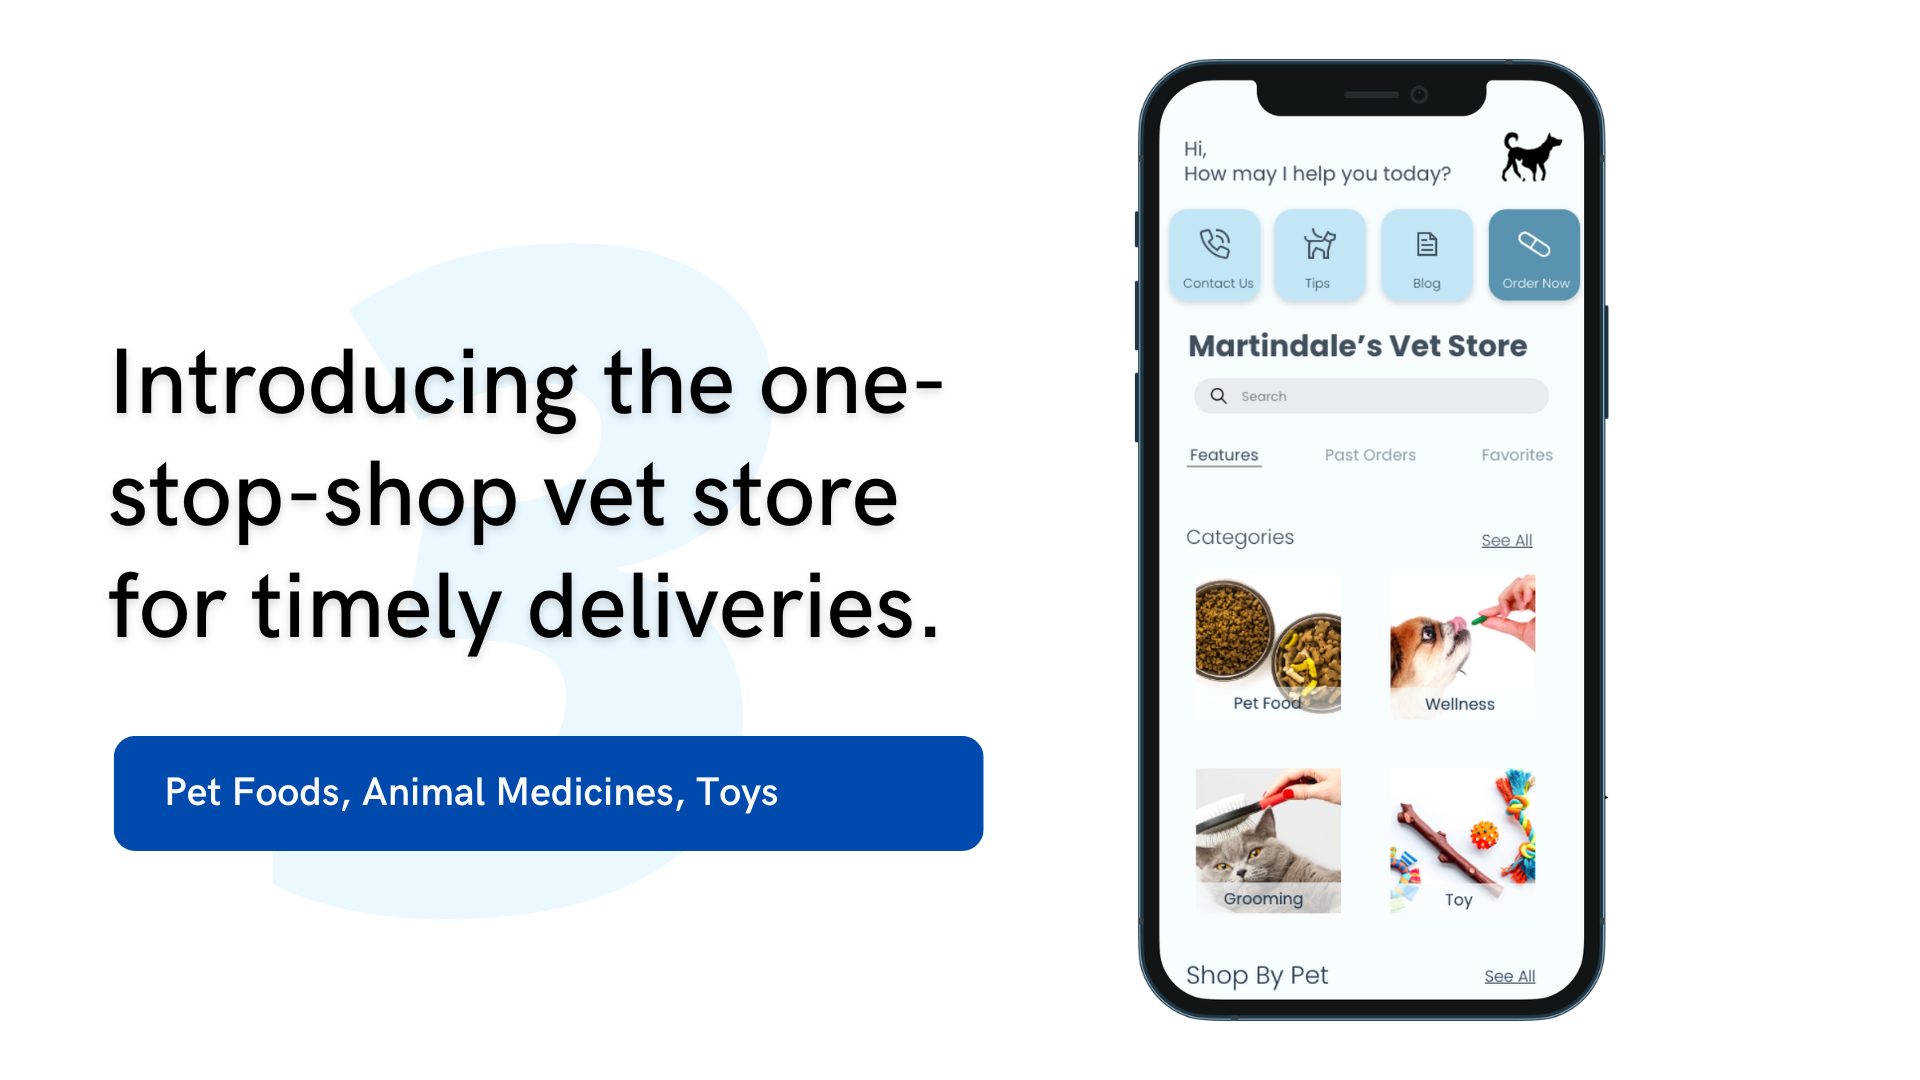 3
Introducing the one-
stop-shop vet store
for timely deliveries.
Pet Foods, Animal Medicines, Toys
Hi,
How may I help you today?
Contact Us
Tips
Blog
Order Now
Martindale’s Vet Store
Search
Features
Past Orders
Favorites
Categories
See All
Pet Food
Wellness
Grooming
Toy
Shop By Pet
See All